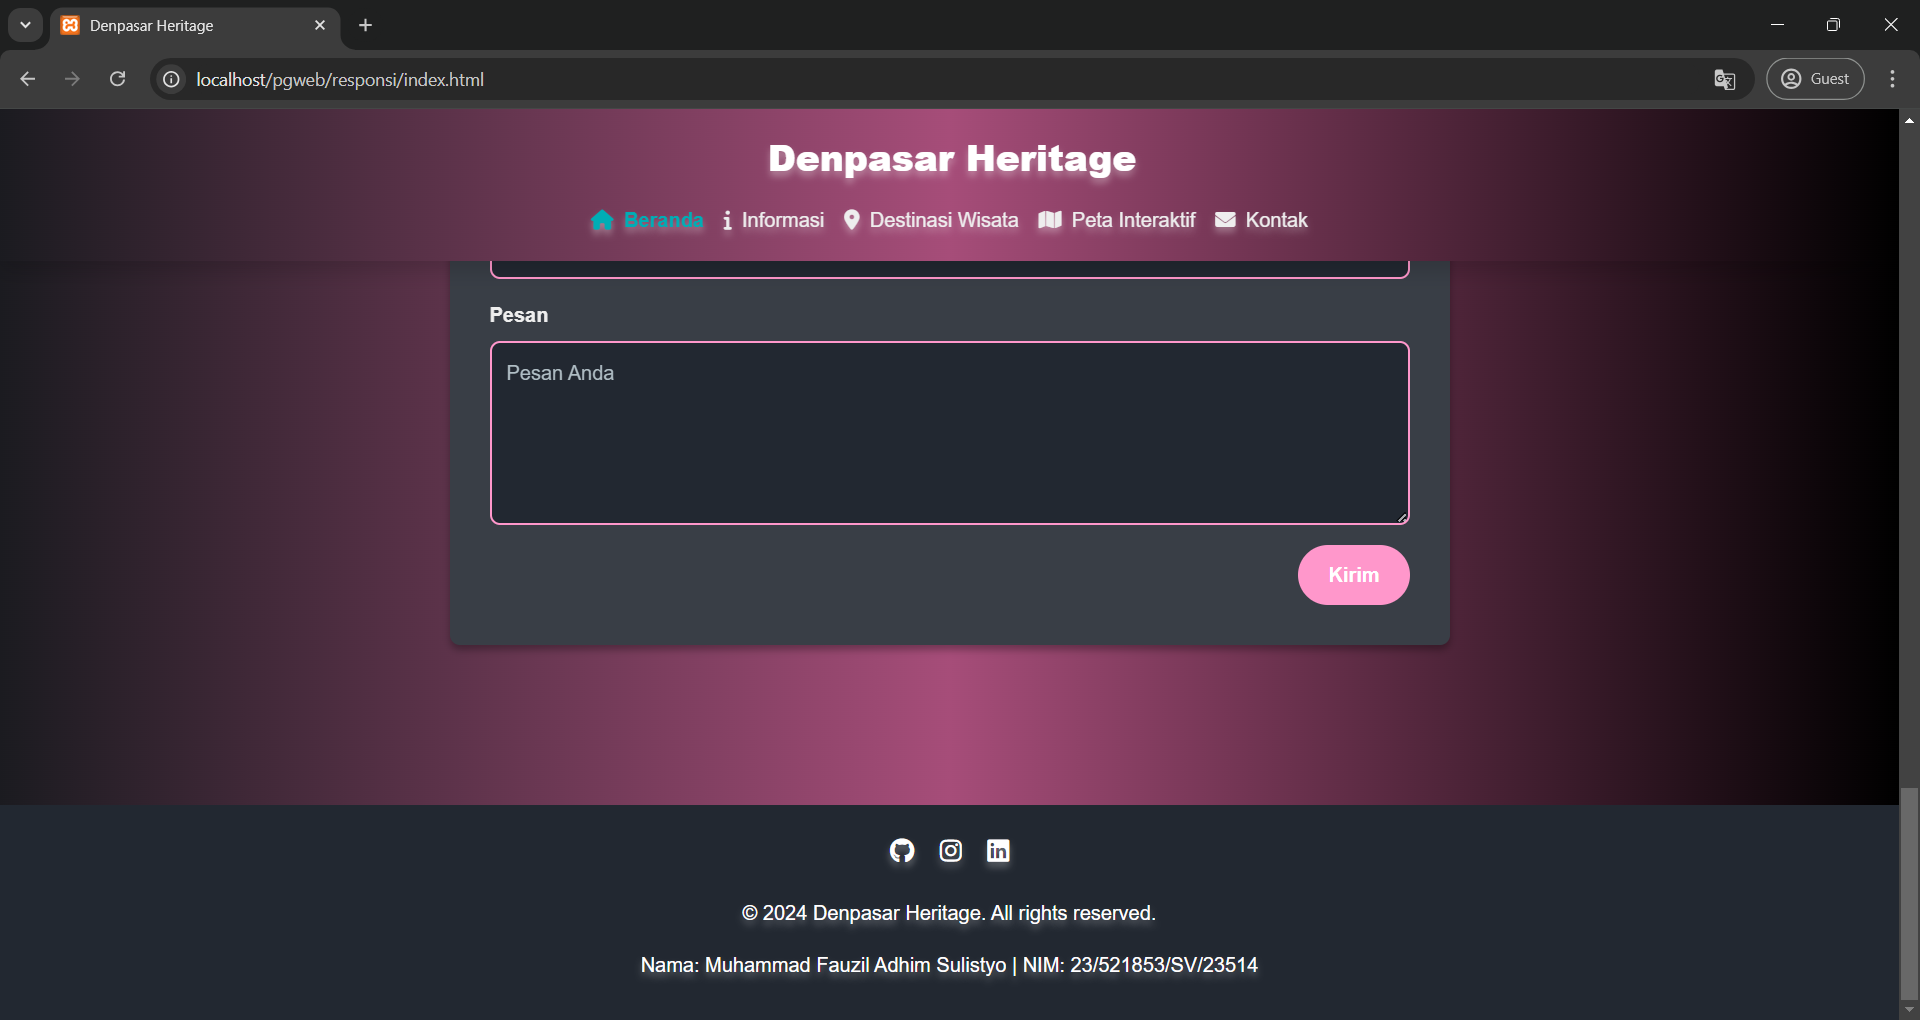 Denpasar Heritage
localhost/pgweb/responsi/index.html
Guest
Denpasar Heritage
Beranda Informasi Destinasi Wisata Peta Interaktif Kontak
Pesan
Pesan Anda
Kirim
© 2024 Denpasar Heritage. All rights reserved.
Nama: Muhammad Fauzil Adhim Sulistyo | NIM: 23/521853/SV/23514